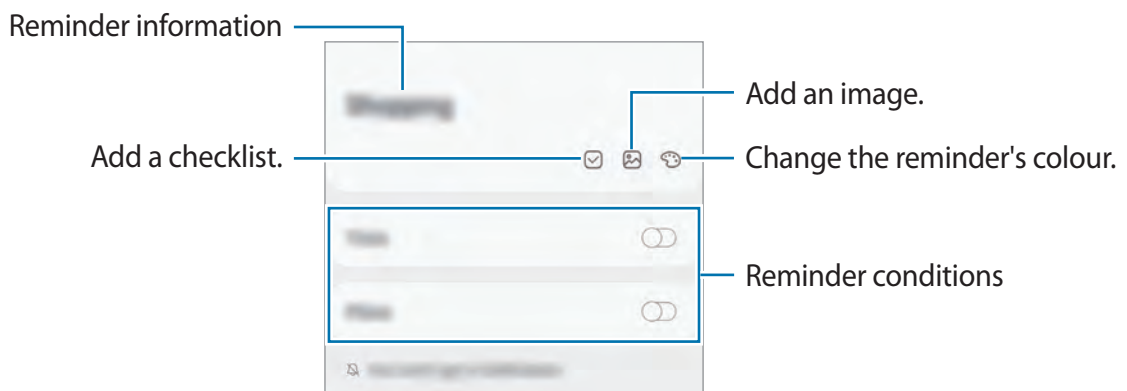 Reminder information
Add an image.
Add a checklist.
Change the reminder's colour.
Reminder conditions